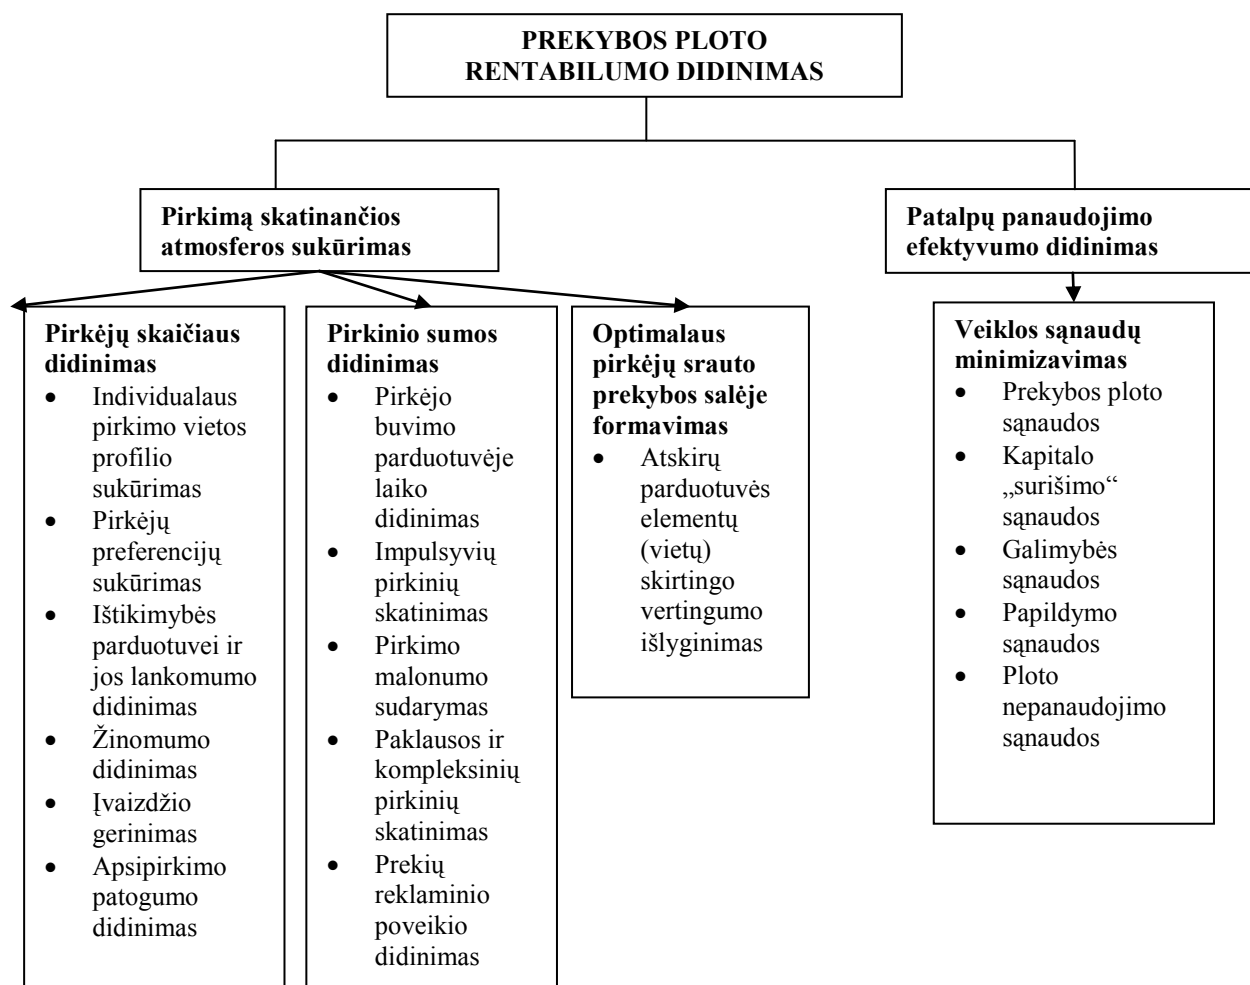 PREKYBOS PLOTO
RENTABILUMO DIDINIMAS
Pirkimą skatinančios
atmosferos sukūrimas
Patalpų panaudojimo
efektyvumo didinimas
Pirkėjų skaičiaus
didinimas
• Individualaus
pirkimo vietos
profilio
sukūrimas
• Pirkėjų
preferencijų
sukūrimas
• Ištikimybės
parduotuvei ir
jos lankomumo
didinimas
• Žinomumo
didinimas
• Įvaizdžio
gerinimas
• Apsipirkimo
patogumo
didinimas
Pirkinio sumos
didinimas
• Pirkėjo
buvimo
parduotuvėje
laiko
didinimas
• Impulsyvių
pirkinių
skatinimas
• Pirkimo
malonumo
sudarymas
• Paklausos ir
kompleksinių
pirkinių
skatinimas
• Prekių
reklaminio
poveikio
didinimas
Optimalaus
pirkėjų srauto
prekybos salėje
formavimas
• Atskirų
parduotuvės
elementų
(vietų)
skirtingo
vertingumo
išlyginimas
Veiklos sąnaudų
minimizavimas
• Prekybos ploto
sąnaudos
• Kapitalo
„surišimo“
sąnaudos
• Galimybės
sąnaudos
• Papildymo
sąnaudos
• Ploto
nepanaudojimo
sąnaudos